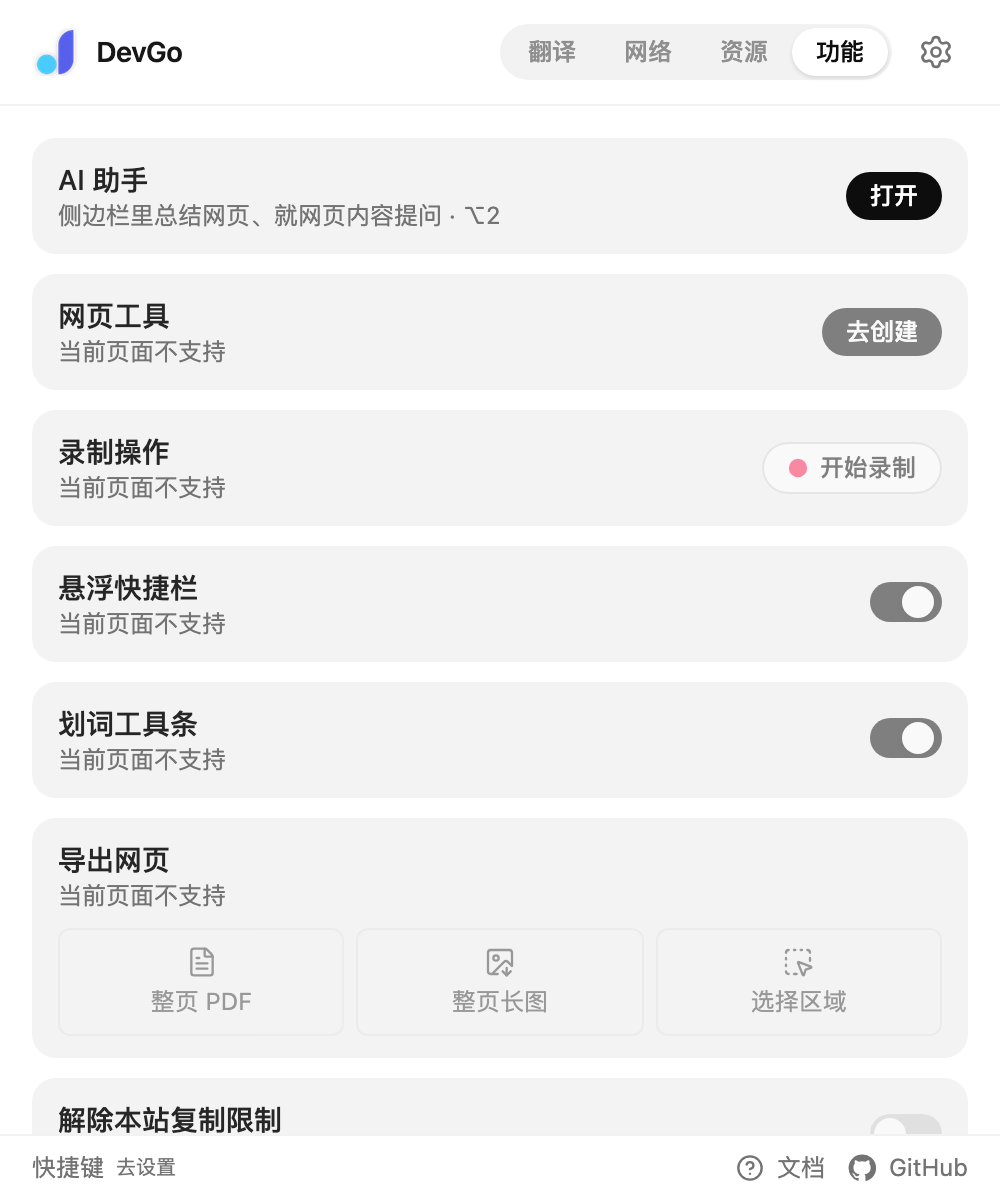 DevGo
翻译 网络 资源 功能
AI 助手
侧边栏里总结网页、就网页内容提问 · ⌥2
打开
网页工具
当前页面不支持
去创建
录制操作
当前页面不支持
开始录制
悬浮快捷栏
当前页面不支持
划词工具条
当前页面不支持
导出网页
当前页面不支持
整页 PDF
整页长图
选择区域
解除本站复制限制
快捷键 去设置
文档 GitHub